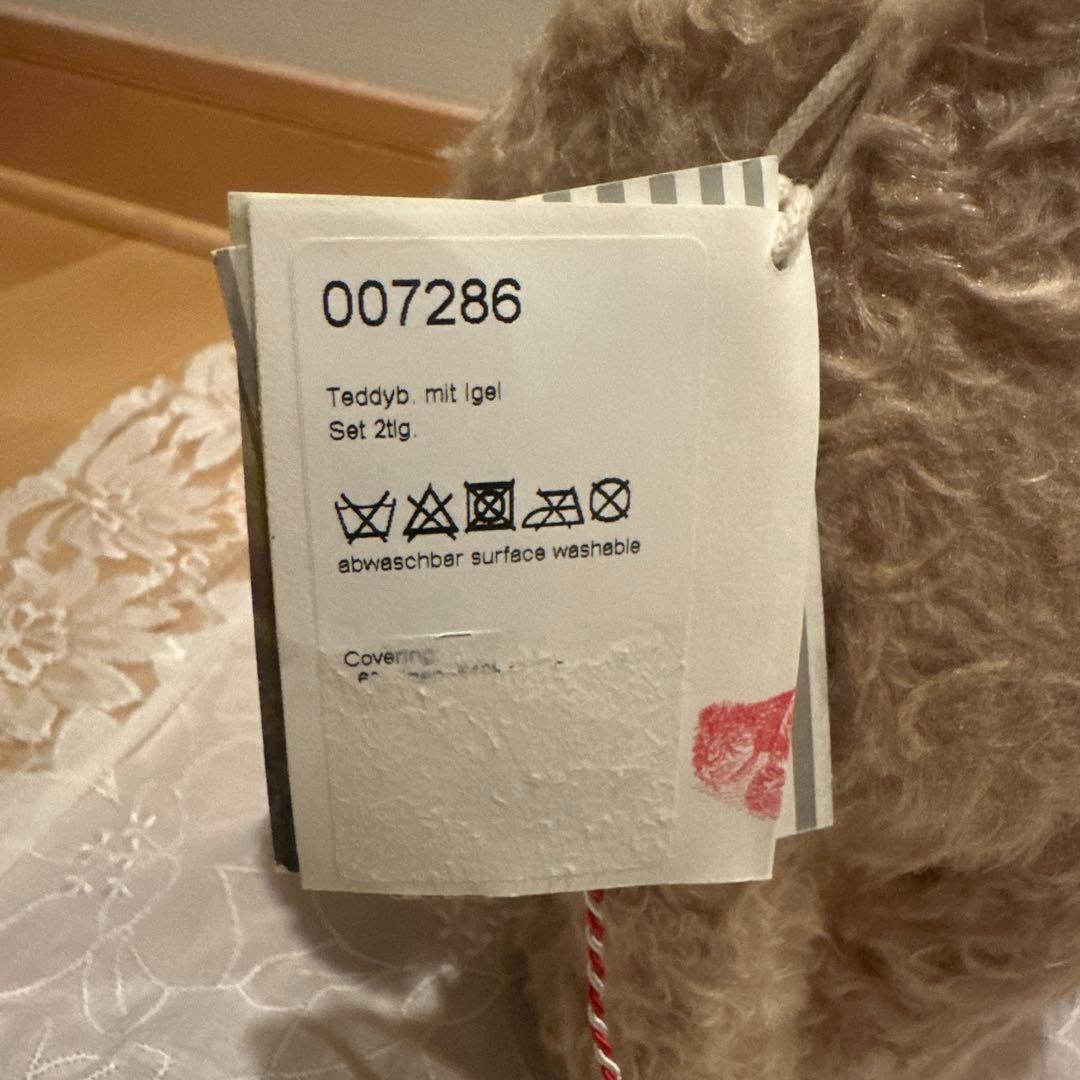 007286
Teddyb. mit Igel
Set 2tlg.
abwaschbar surface washable
Covering